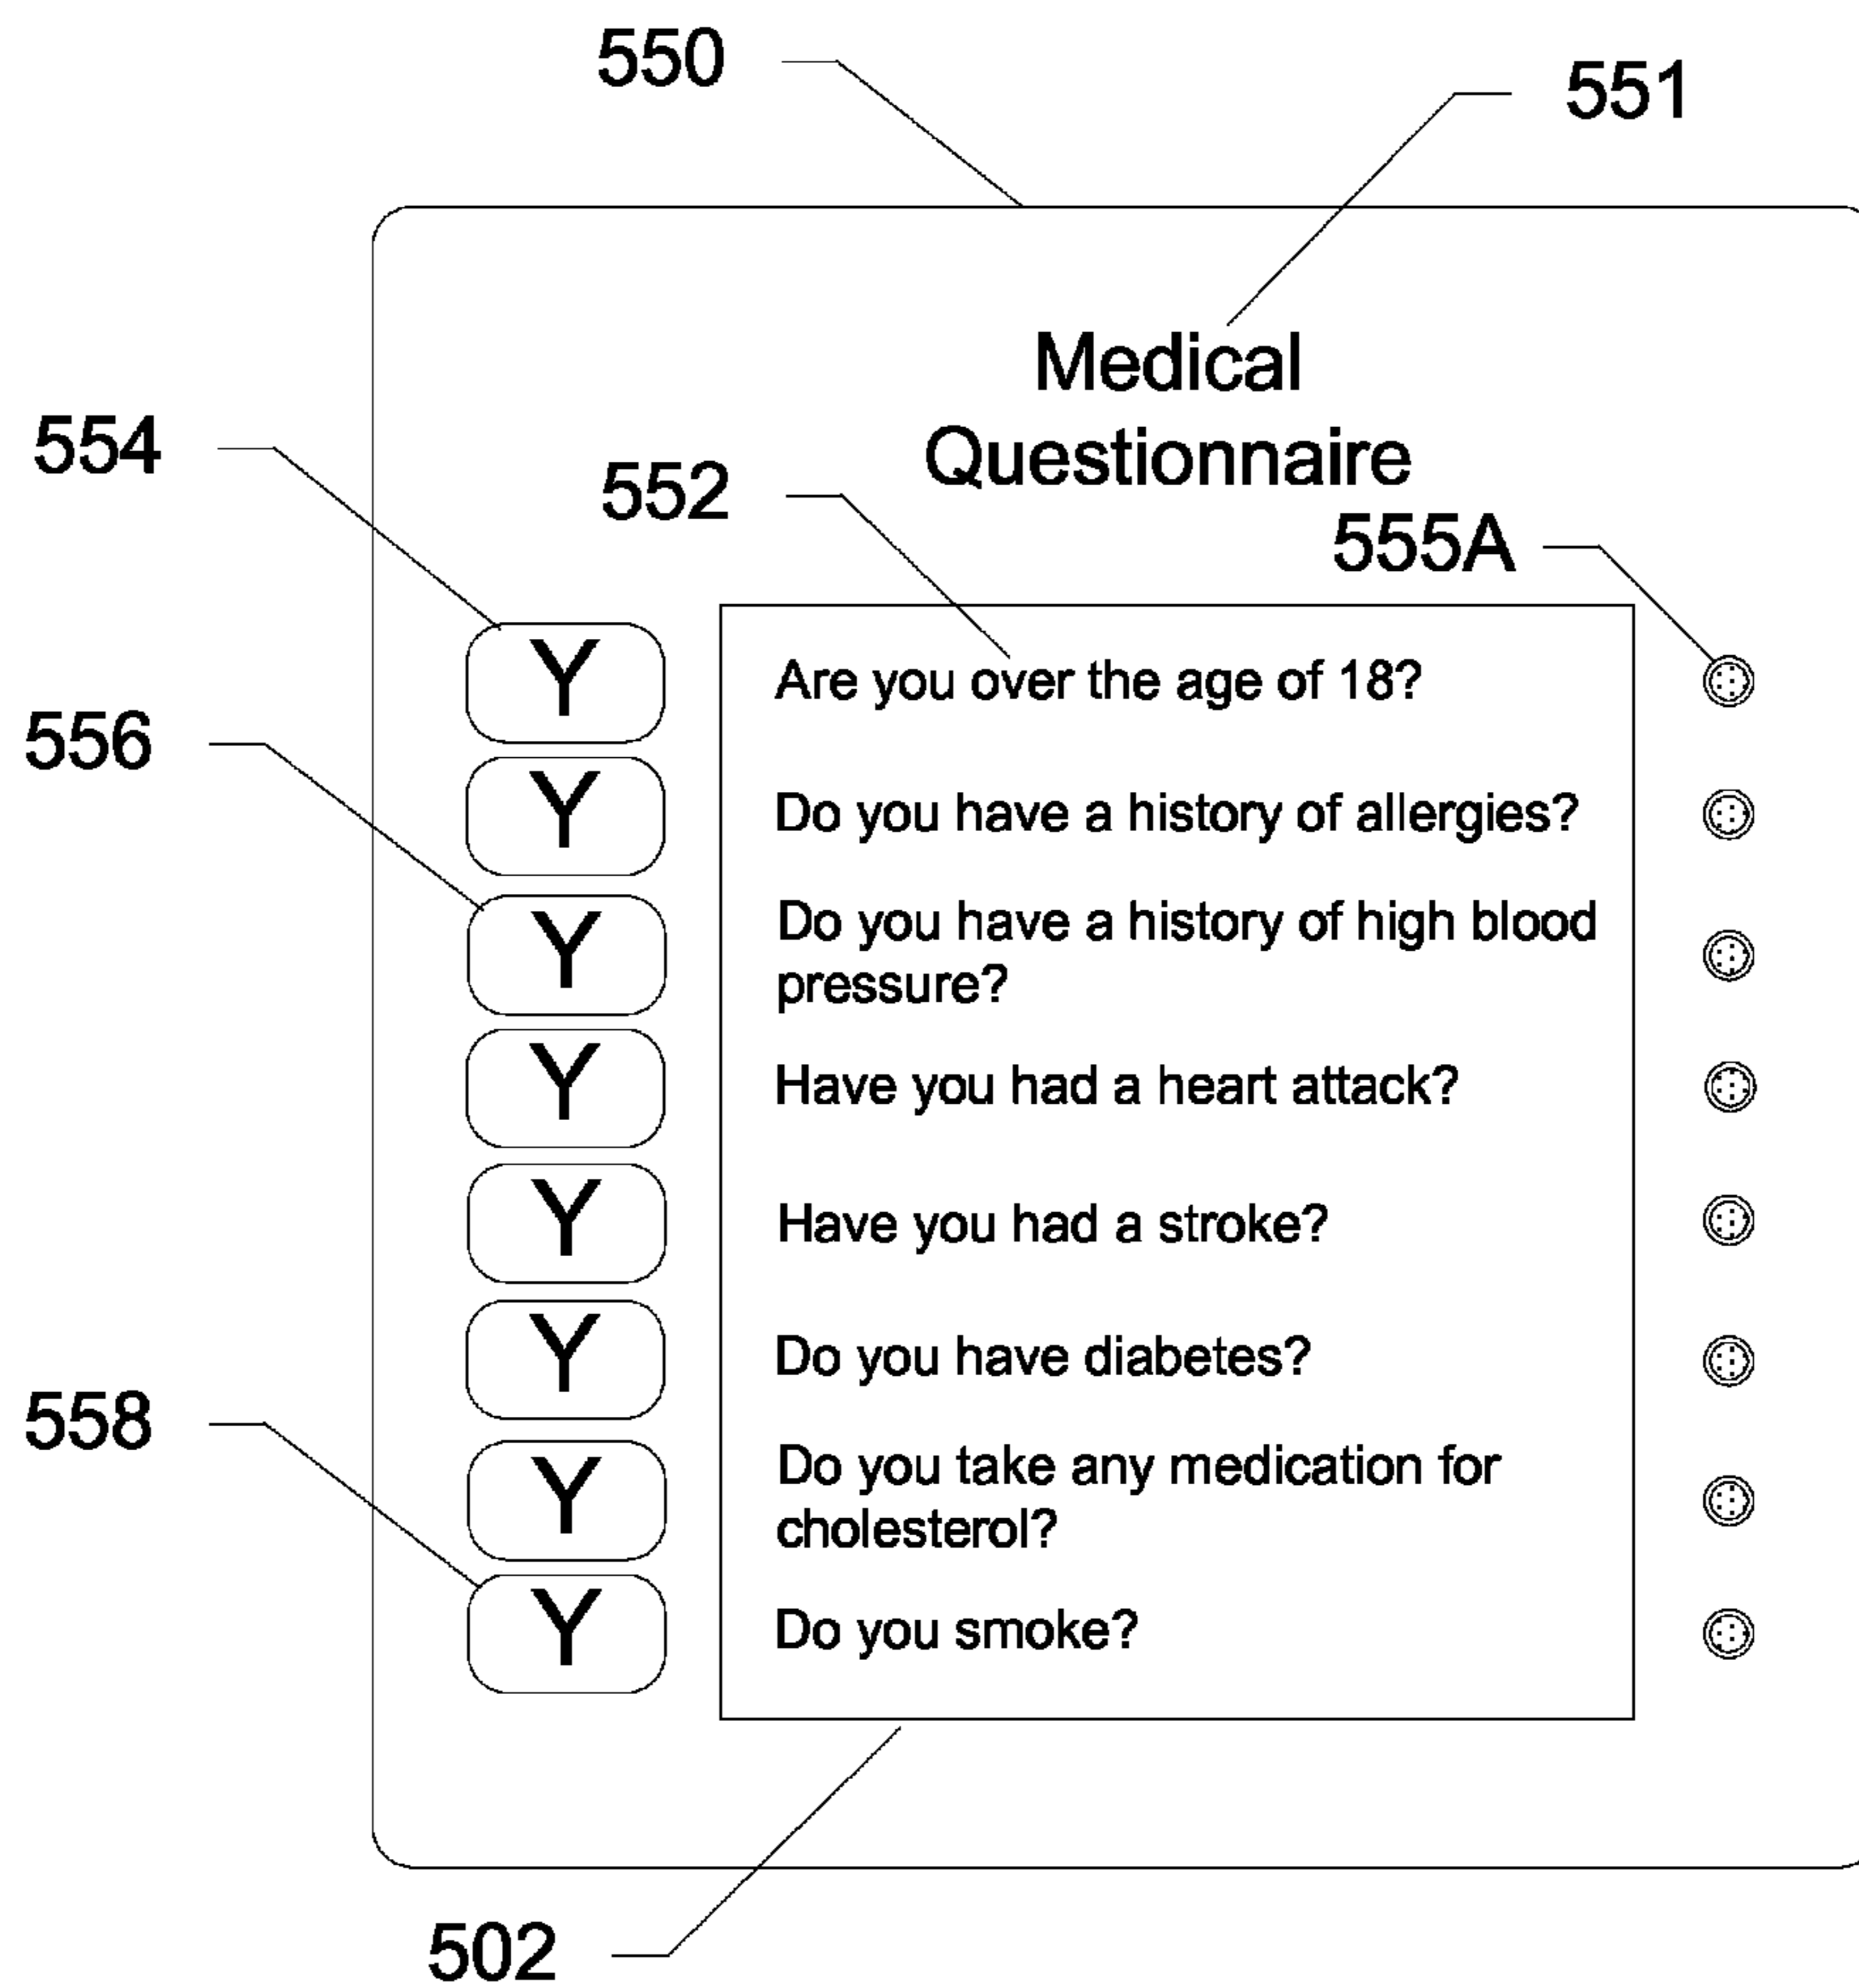 550
551
Medical
Questionnaire
554
552
555A
Y Are you over the age of 18?
556
Y Do you have a history of allergies?
Y Do you have a history of high blood
pressure?
Y Have you had a heart attack?
Y Have you had a stroke?
Y Do you have diabetes?
558
Y Do you take any medication for
cholesterol?
Y Do you smoke?
502